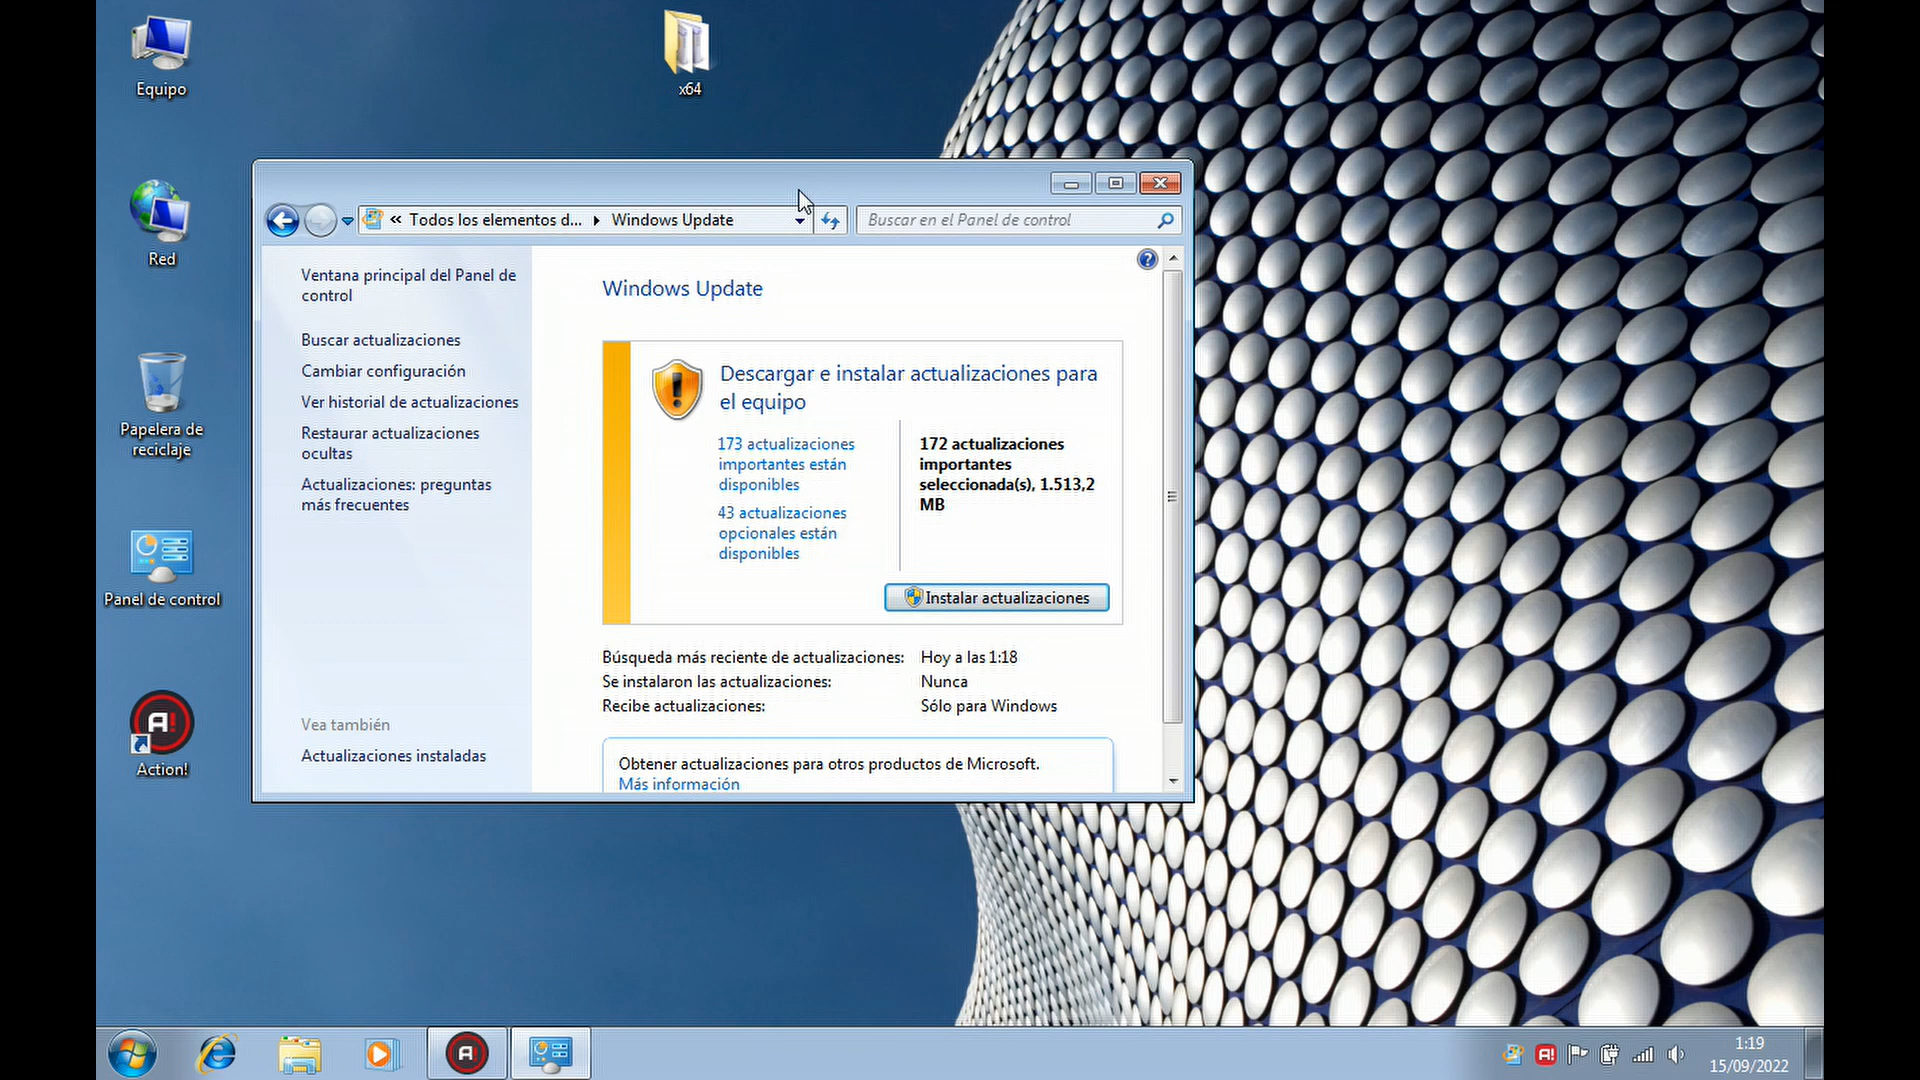 Equipo
x64
Red
Papelera de
reciclaje
Panel de control
Action!
« Todos los elementos d... Windows Update
Buscar en el Panel de control
Ventana principal del Panel de
control
Buscar actualizaciones
Cambiar configuración
Ver historial de actualizaciones
Restaurar actualizaciones
ocultas
Actualizaciones: preguntas
más frecuentes
Vea también
Actualizaciones instaladas
Windows Update
Descargar e instalar actualizaciones para
el equipo
173 actualizaciones
importantes están
disponibles
43 actualizaciones
opcionales están
disponibles
172 actualizaciones
importantes
seleccionada(s), 1.513,2
MB
Instalar actualizaciones
Búsqueda más reciente de actualizaciones: Hoy a las 1:18
Se instalaron las actualizaciones: Nunca
Recibe actualizaciones: Sólo para Windows
Obtener actualizaciones para otros productos de Microsoft.
Más información
1:19
15/09/2022